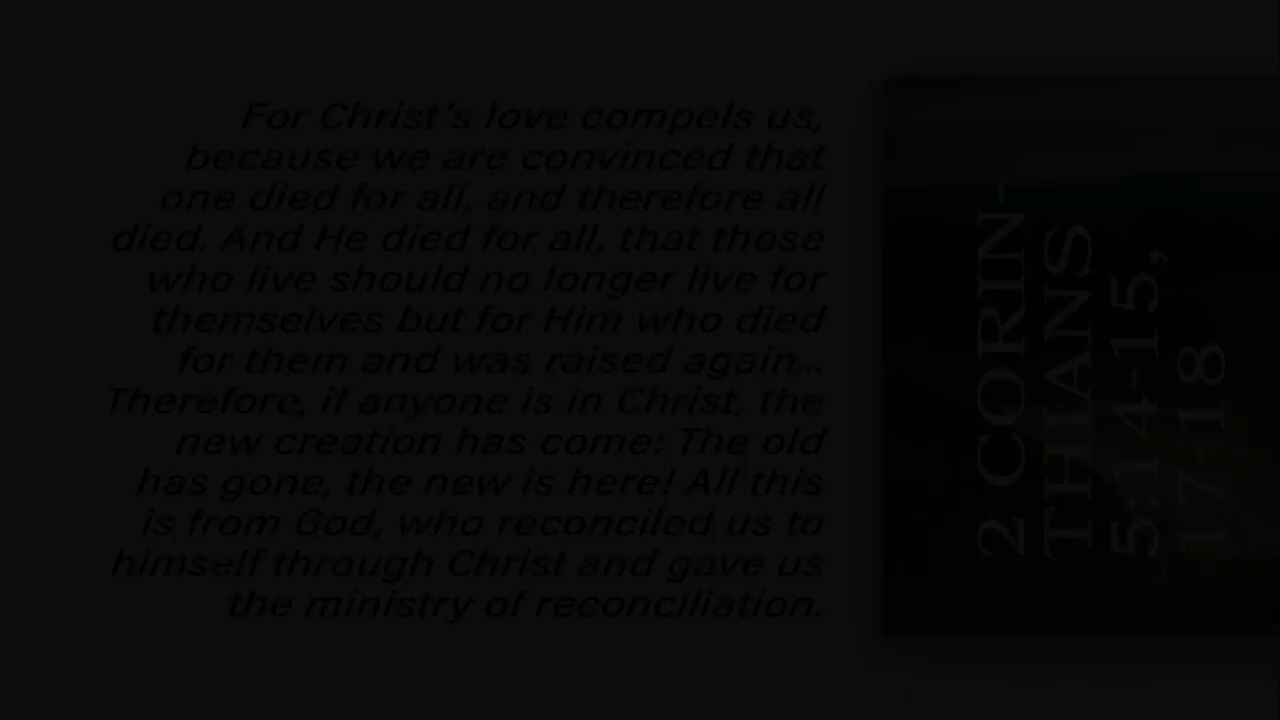 For Christ's love compels us,
because we are convinced that
one died for all, and therefore all
died. And He died for all, that those
who live should no longer live for
themselves but for Him who died
for them and was raised again...
Therefore, if anyone is in Christ, the
new creation has come: The old
has gone, the new is here! All this
is from God, who reconciled us to
himself through Christ and gave us
the ministry of reconciliation.
2 CORIN-
THIANS
5:14-15,
17-18